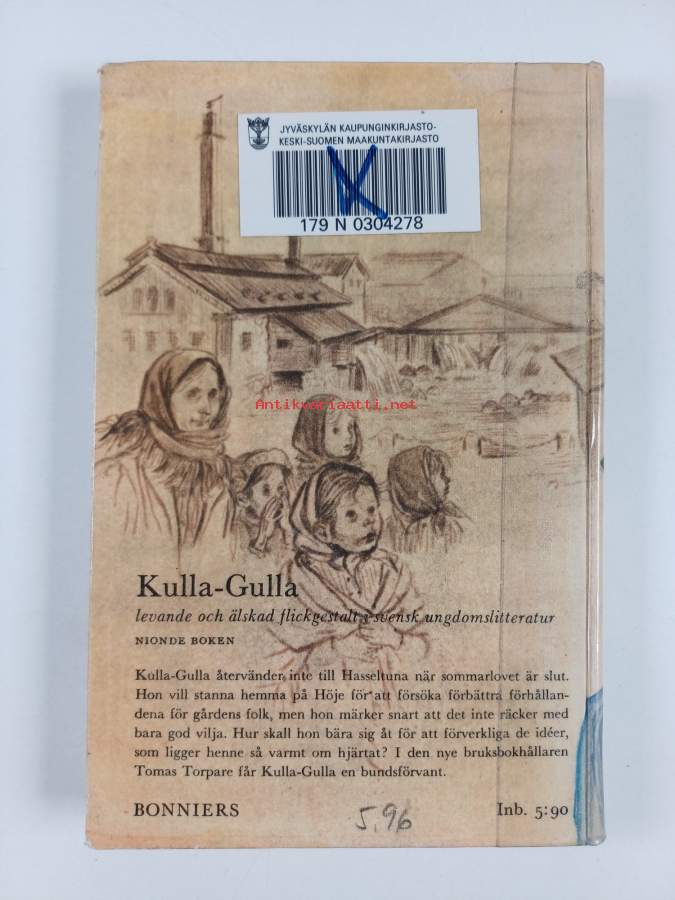 JYVÄSKYLÄN KAUPUNGINKIRJASTO-
KESKI-SUOMEN MAAKUNTAKIRJASTO
K
179 N 0304278
Antikvariaatti.net
Kulla-Gulla
levande och älskad flickgestalt i svensk ungdomslitteratur
NIONDE BOKEN
Kulla-Gulla återvänder inte till Hasseltuna när sommarlovet är slut.
Hon vill stanna hemma på Höje för att försöka förbättra förhållan-
dena för gårdens folk, men hon märker snart att det inte räcker med
bara god vilja. Hur skall hon bära sig åt för att förverkliga de idéer,
som ligger henne så varmt om hjärtat? I den nye bruksbokhållaren
Tomas Torpare får Kulla-Gulla en bundsförvant.
BONNIERS
5,96
Inb. 5:90